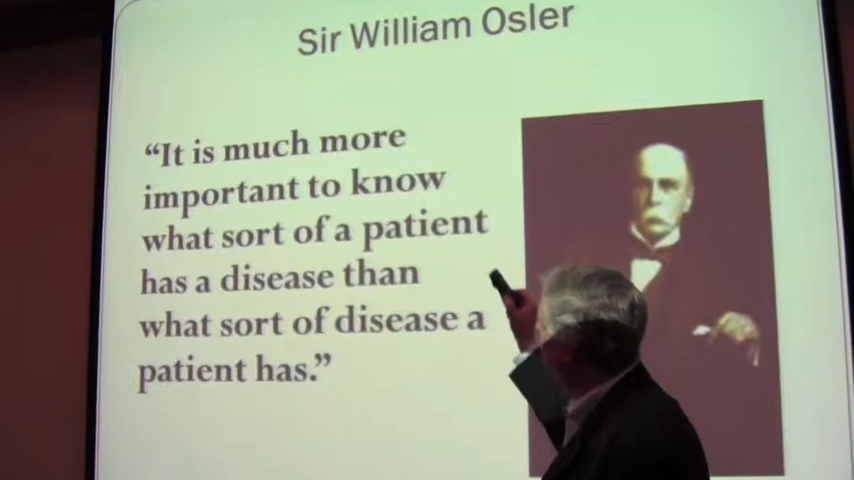 Sir William Osler
“It is much more
important to know
what sort of a patient
has a disease than
what sort of disease a
patient has.”